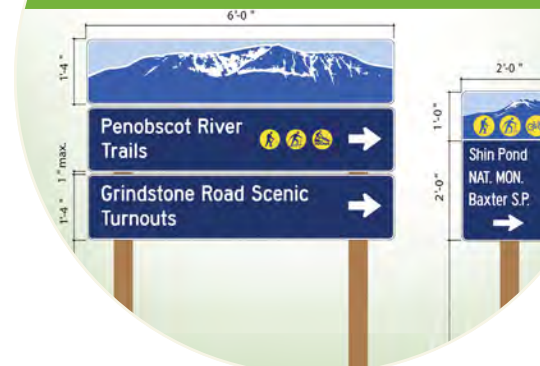 6'-0 "
1'-4 "
Penobscot River
Trails
1 " max.
Grindstone Road Scenic
Turnouts
1'-4 "
2'-0 "
1'-0 "
Shin Pond
NAT. MON.
Baxter S.P.
2'-0 "